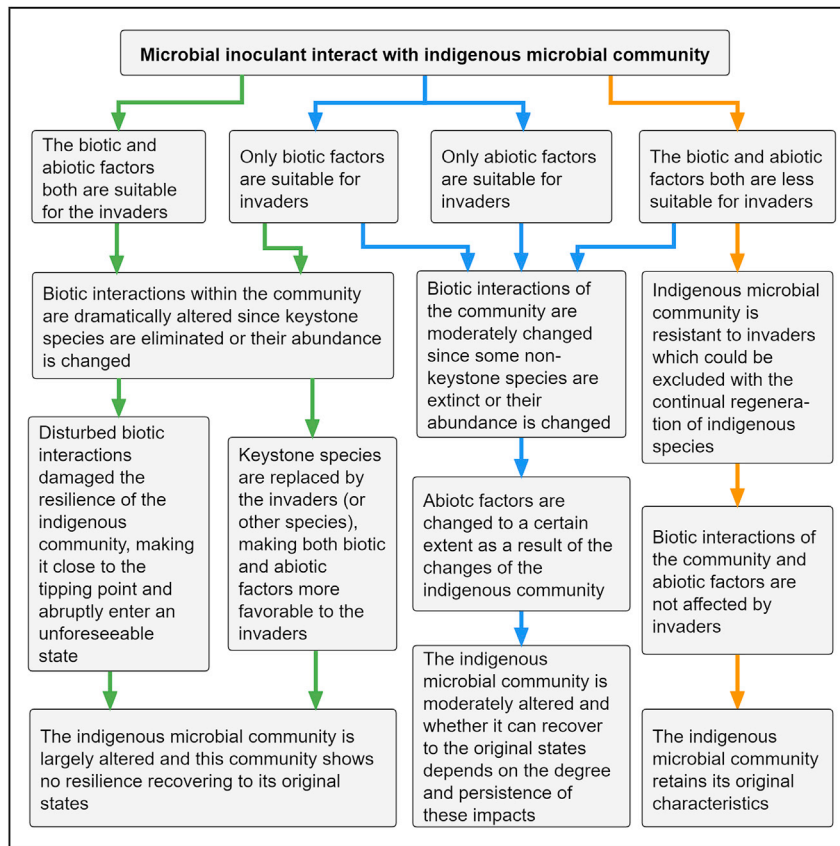 Microbial inoculant interact with indigenous microbial community
The biotic and
abiotic factors
both are suitable
for the invaders
Only biotic factors
are suitable for
invaders
Only abiotic factors
are suitable for
invaders
The biotic and abiotic
factors both are less
suitable for invaders
Biotic interactions within the community
are dramatically altered since keystone
species are eliminated or their abundance
is changed
Biotic interactions of
the community are
moderately changed
since some non-
keystone species are
extinct or their
abundance is changed
Indigenous microbial
community is
resistant to invaders
which could be
excluded with the
continual regenera-
tion of indigenous
species
Disturbed biotic
interactions
damaged the
resilience of the
indigenous
community, making
it close to the
tipping point and
abruptly enter an
unforeseeable
state
Keystone species
are replaced by
the invaders (or
other species),
making both biotic
and abiotic
factors more
favorable to the
invaders
Abiotc factors are
changed to a certain
extent as a result of the
changes of the
indigenous community
Biotic interactions of
the community and
abiotic factors are
not affected by
invaders
The indigenous microbial community is
largely altered and this community shows
no resilience recovering to its original
states
The indigenous
microbial community is
moderately altered and
whether it can recover
to the original states
depends on the degree
and persistence of
these impacts
The indigenous
microbial community
retains its original
characteristics